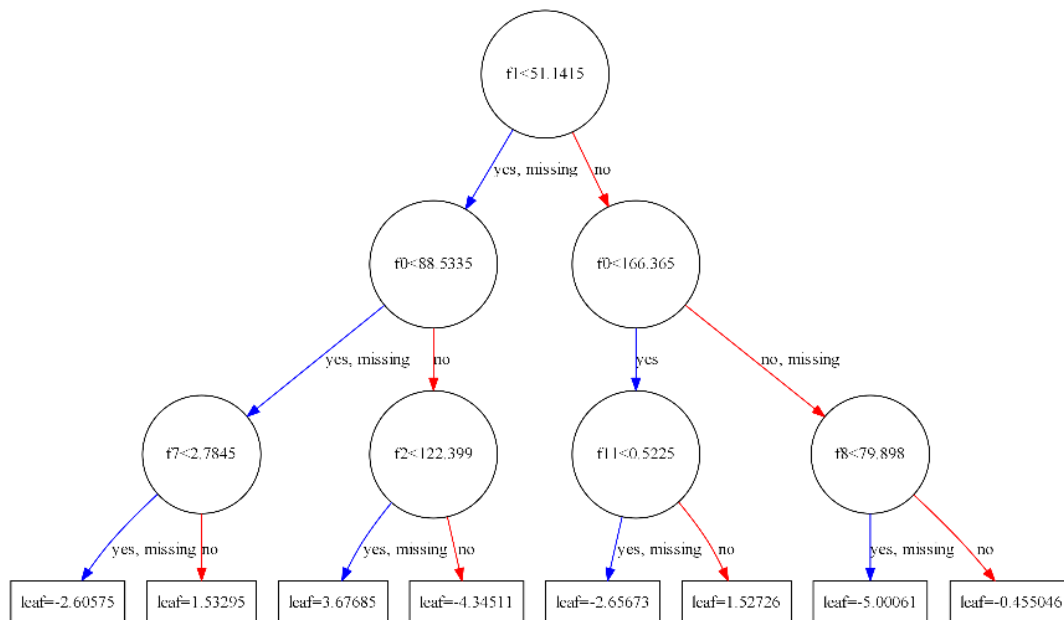 f1<51.1415
yes, missing
no
f0<88.5335
f0<166.365
yes, missing
no
yes
no, missing
f7<2.7845
f2<122.399
f11<0.5225
f8<79.898
yes, missing
no
yes, missing
no
yes, missing
no
yes, missing
no
leaf=-2.60575
leaf=1.53295
leaf=3.67685
leaf=-4.34511
leaf=-2.65673
leaf=1.52726
leaf=-5.00061
leaf=-0.455046